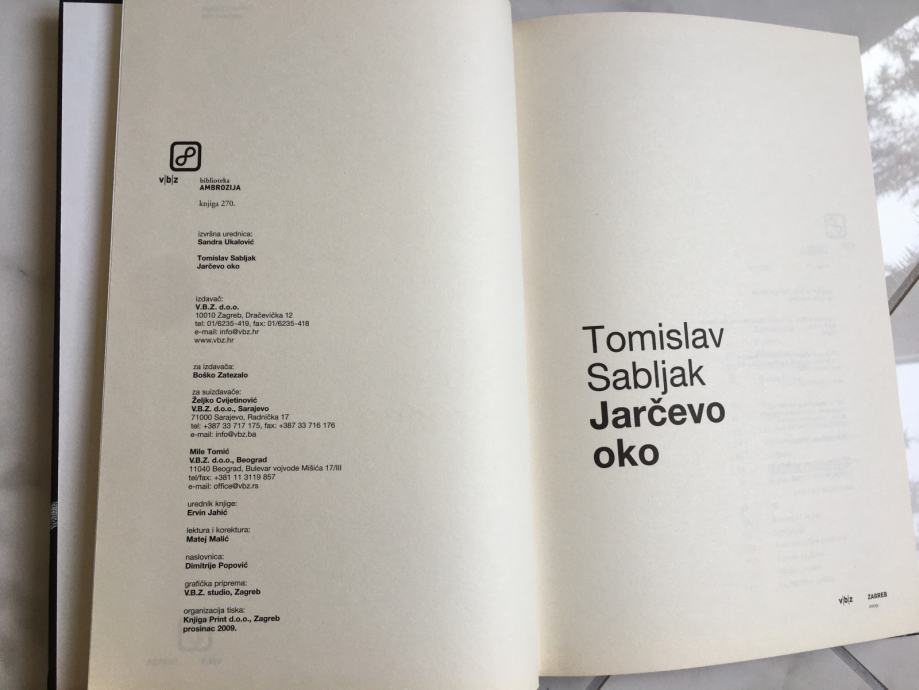 v|b|z
biblioteka
AMBROZIJA
knjiga 270.
izvršna urednica:
Sandra Ukalović
Tomislav Sabljak
Jarčevo oko
izdavač:
V.B.Z. d.o.o.
10010 Zagreb, Dračevička 12
tel: 01/6235-419, fax: 01/6235-418
e-mail: info@vbz.hr
www.vbz.hr
za izdavača:
Boško Zatezalo
za suizdavače:
Željko Cvijetinović
V.B.Z. d.o.o., Sarajevo
71000 Sarajevo, Radnička 17
tel: +387 33 717 175, fax: +387 33 716 176
e-mail: info@vbz.ba
Mile Tomić
V.B.Z. d.o.o., Beograd
11040 Beograd, Bulevar vojvode Mišića 17/III
tel/fax: +381 11 3119 857
e-mail: office@vbz.rs
urednik knjige:
Ervin Jahić
lektura i korektura:
Matej Malić
naslovnica:
Dimitrije Popović
grafička priprema:
V.B.Z. studio, Zagreb
organizacija tiska:
Knjiga Print d.o.o., Zagreb
prosinac 2009.
Tomislav
Sabljak
Jarčevo
oko
v|b|z ZAGREB
2009.